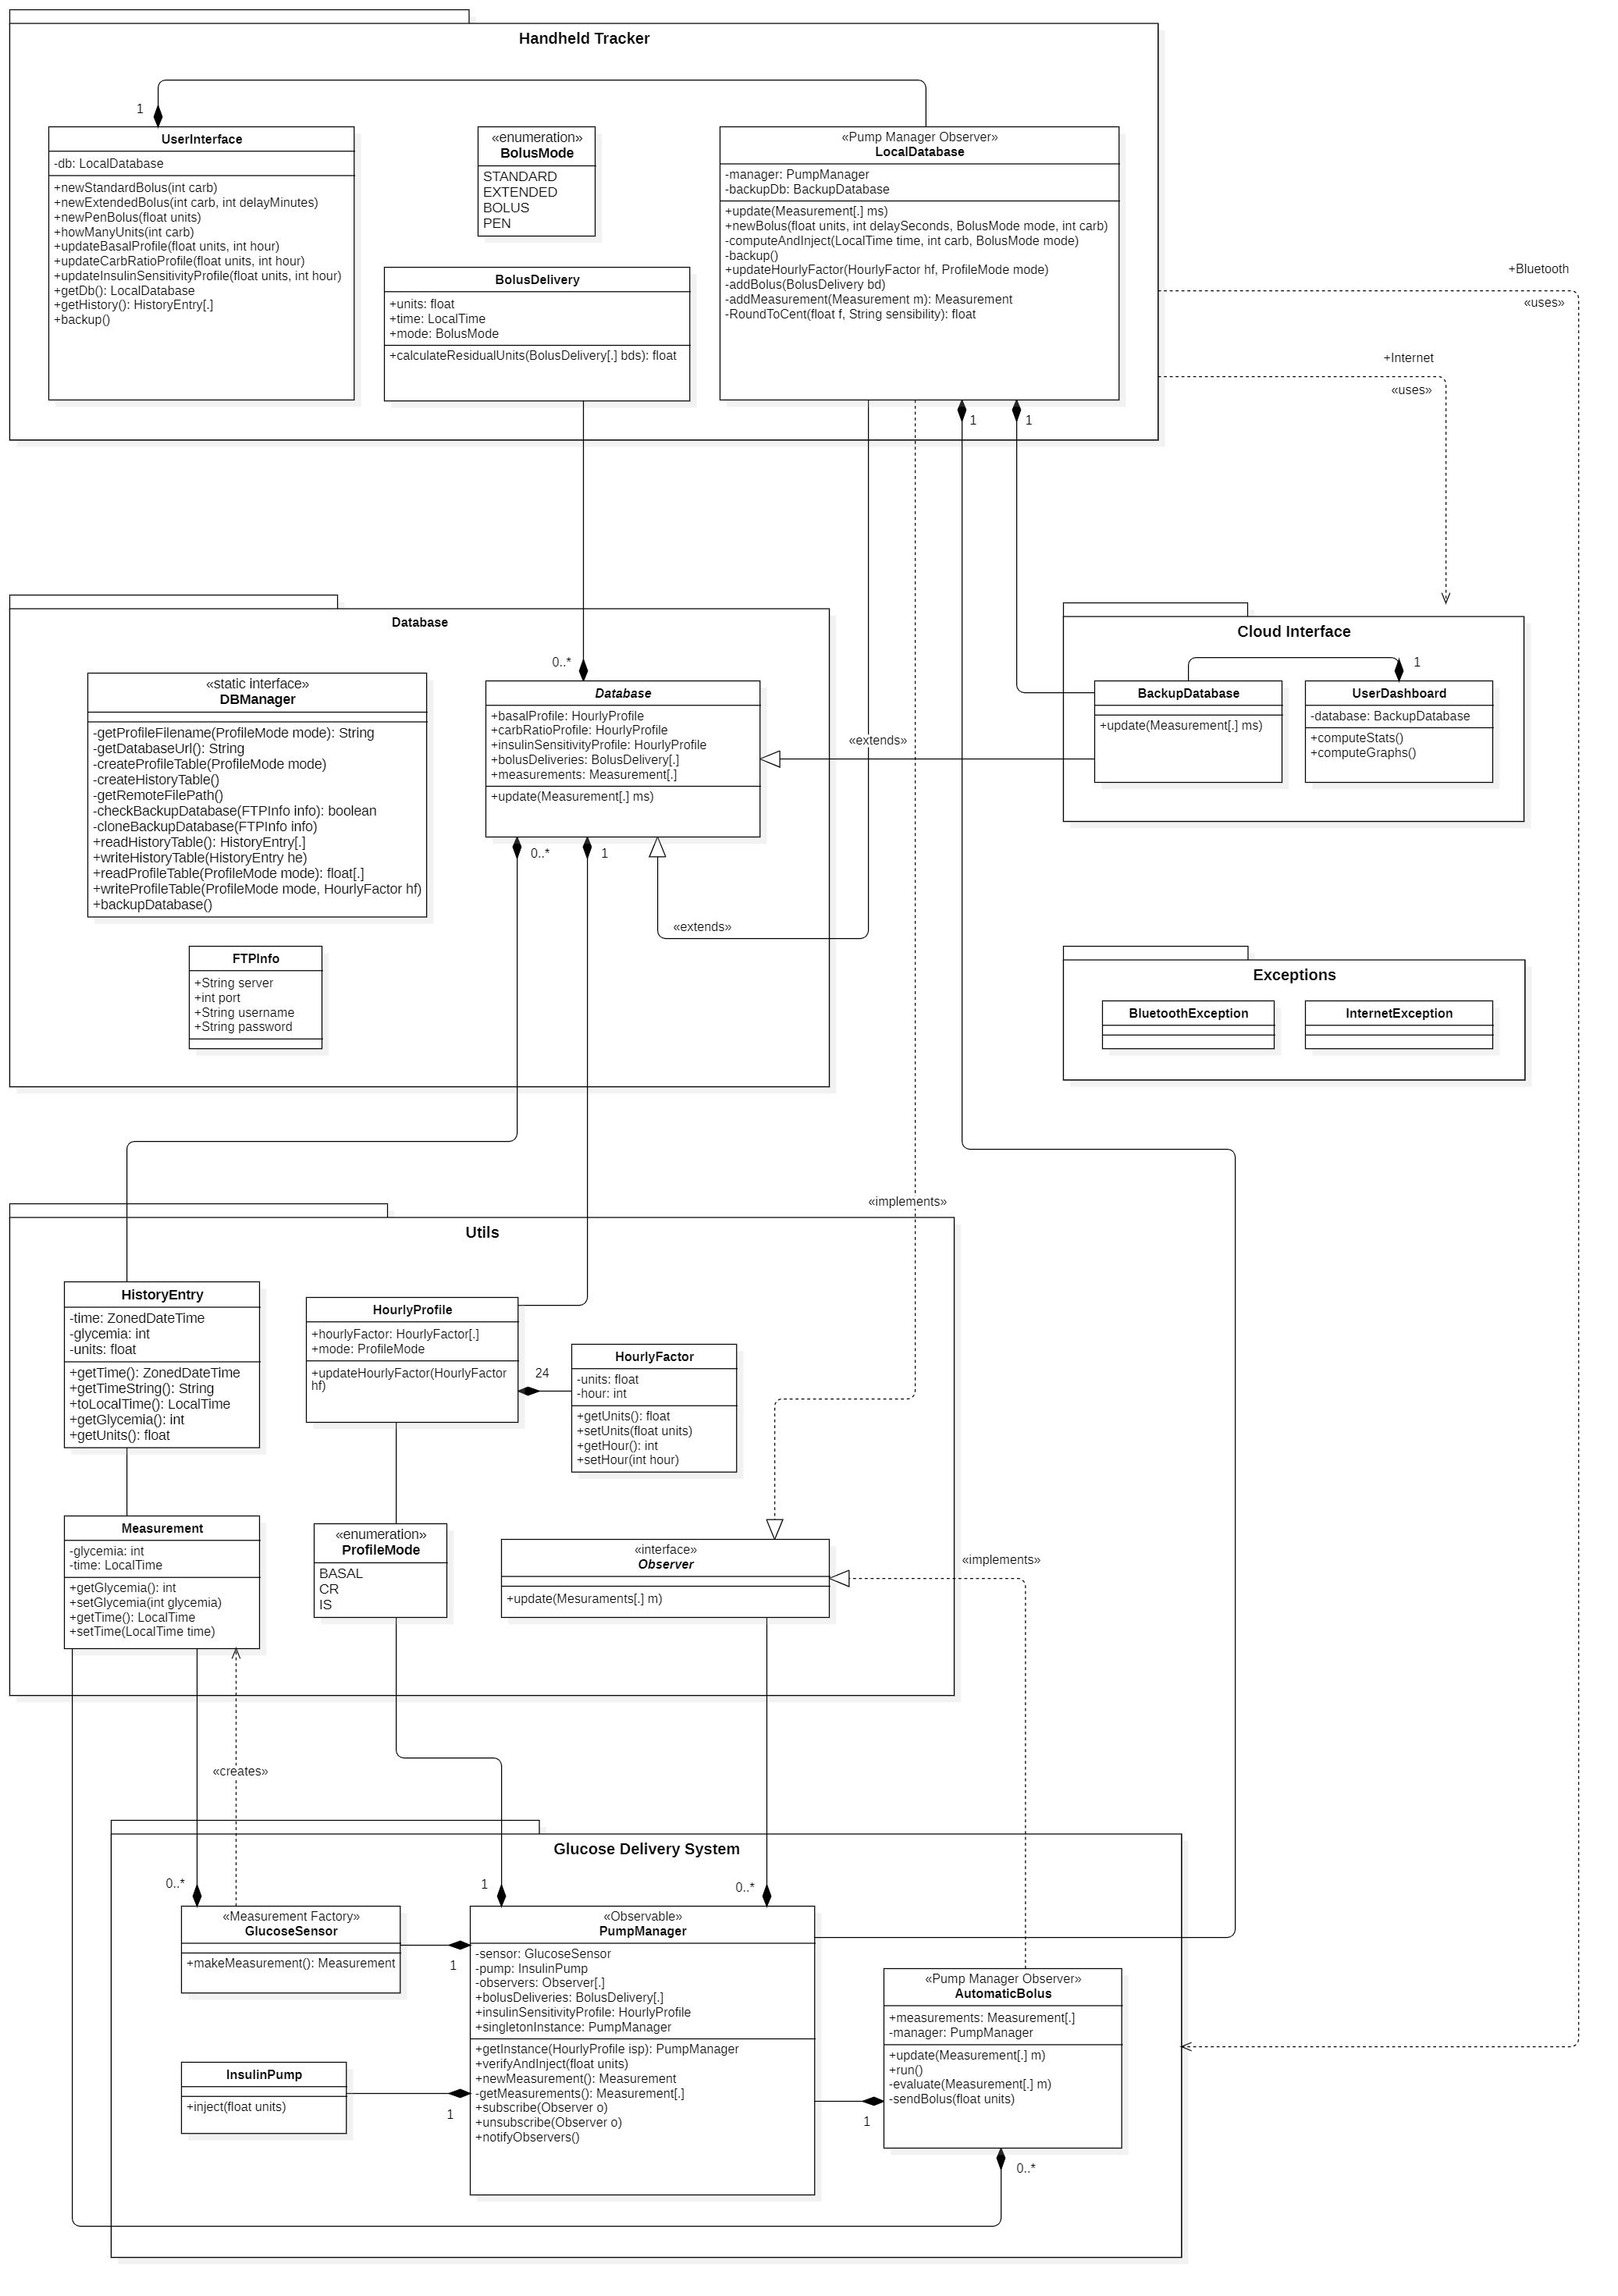 Handheld Tracker
1
UserInterface
-db: LocalDatabase
+newStandardBolus(int carb)
+newExtendedBolus(int carb, int delayMinutes)
+newPenBolus(float units)
+howManyUnits(int carb)
+updateBasalProfile(float units, int hour)
+updateCarbRatioProfile(float units, int hour)
+updateInsulinSensitivityProfile(float units, int hour)
+getDb(): LocalDatabase
+getHistory(): HistoryEntry[.]
+backup()
«enumeration»
BolusMode
STANDARD
EXTENDED
BOLUS
PEN
BolusDelivery
+units: float
+time: LocalTime
+mode: BolusMode
+calculateResidualUnits(BolusDelivery[.] bds): float
«Pump Manager Observer»
LocalDatabase
-manager: PumpManager
-backupDb: BackupDatabase
+update(Measurement[.] ms)
+newBolus(float units, int delaySeconds, BolusMode mode, int carb)
-computeAndInject(LocalTime time, int carb, BolusMode mode)
-backup()
+updateHourlyFactor(HourlyFactor hf, ProfileMode mode)
-addBolus(BolusDelivery bd)
-addMeasurement(Measurement m): Measurement
-RoundToCent(float f, String sensibility): float
1
1
+Bluetooth
«uses»
+Internet
«uses»
Database
«static interface»
DBManager
-getProfileFilename(ProfileMode mode): String
-getDatabaseUrl(): String
-createProfileTable(ProfileMode mode)
-createHistoryTable()
-getRemoteFilePath()
-checkBackupDatabase(FTPInfo info): boolean
-cloneBackupDatabase(FTPInfo info)
+readHistoryTable(): HistoryEntry[.]
+writeHistoryTable(HistoryEntry he)
+readProfileTable(ProfileMode mode): float[.]
+writeProfileTable(ProfileMode mode, HourlyFactor hf)
+backupDatabase()
FTPInfo
+String server
+int port
+String username
+String password
0..*
Database
+basalProfile: HourlyProfile
+carbRatioProfile: HourlyProfile
+insulinSensitivityProfile: HourlyProfile
+bolusDeliveries: BolusDelivery[.]
+measurements: Measurement[.]
+update(Measurement[.] ms)
0..*
1
«extends»
«extends»
Cloud Interface
1
BackupDatabase
+update(Measurement[.] ms)
UserDashboard
-database: BackupDatabase
+computeStats()
+computeGraphs()
Exceptions
BluetoothException
InternetException
«implements»
Utils
HistoryEntry
-time: ZonedDateTime
-glycemia: int
-units: float
+getTime(): ZonedDateTime
+getTimeString(): String
+toLocalTime(): LocalTime
+getGlycemia(): int
+getUnits(): float
HourlyProfile
+hourlyFactor: HourlyFactor[.]
+mode: ProfileMode
+updateHourlyFactor(HourlyFactor
hf)
24
HourlyFactor
-units: float
-hour: int
+getUnits(): float
+setUnits(float units)
+getHour(): int
+setHour(int hour)
Measurement
-glycemia: int
-time: LocalTime
+getGlycemia(): int
+setGlycemia(int glycemia)
+getTime(): LocalTime
+setTime(LocalTime time)
«enumeration»
ProfileMode
BASAL
CR
IS
«interface»
Observer
+update(Mesuraments[.] m)
«implements»
«creates»
Glucose Delivery System
0..*
1
0..*
«Measurement Factory»
GlucoseSensor
+makeMeasurement(): Measurement
1
InsulinPump
+inject(float units)
1
«Observable»
PumpManager
-sensor: GlucoseSensor
-pump: InsulinPump
-observers: Observer[.]
+bolusDeliveries: BolusDelivery[.]
+insulinSensitivityProfile: HourlyProfile
+singletonInstance: PumpManager
+getInstance(HourlyProfile isp): PumpManager
+verifyAndInject(float units)
+newMeasurement(): Measurement
-getMeasurements(): Measurement[.]
+subscribe(Observer o)
+unsubscribe(Observer o)
+notifyObservers()
1
«Pump Manager Observer»
AutomaticBolus
+measurements: Measurement[.]
-manager: PumpManager
+update(Measurement[.] m)
+run()
-evaluate(Measurement[.] m)
-sendBolus(float units)
0..*